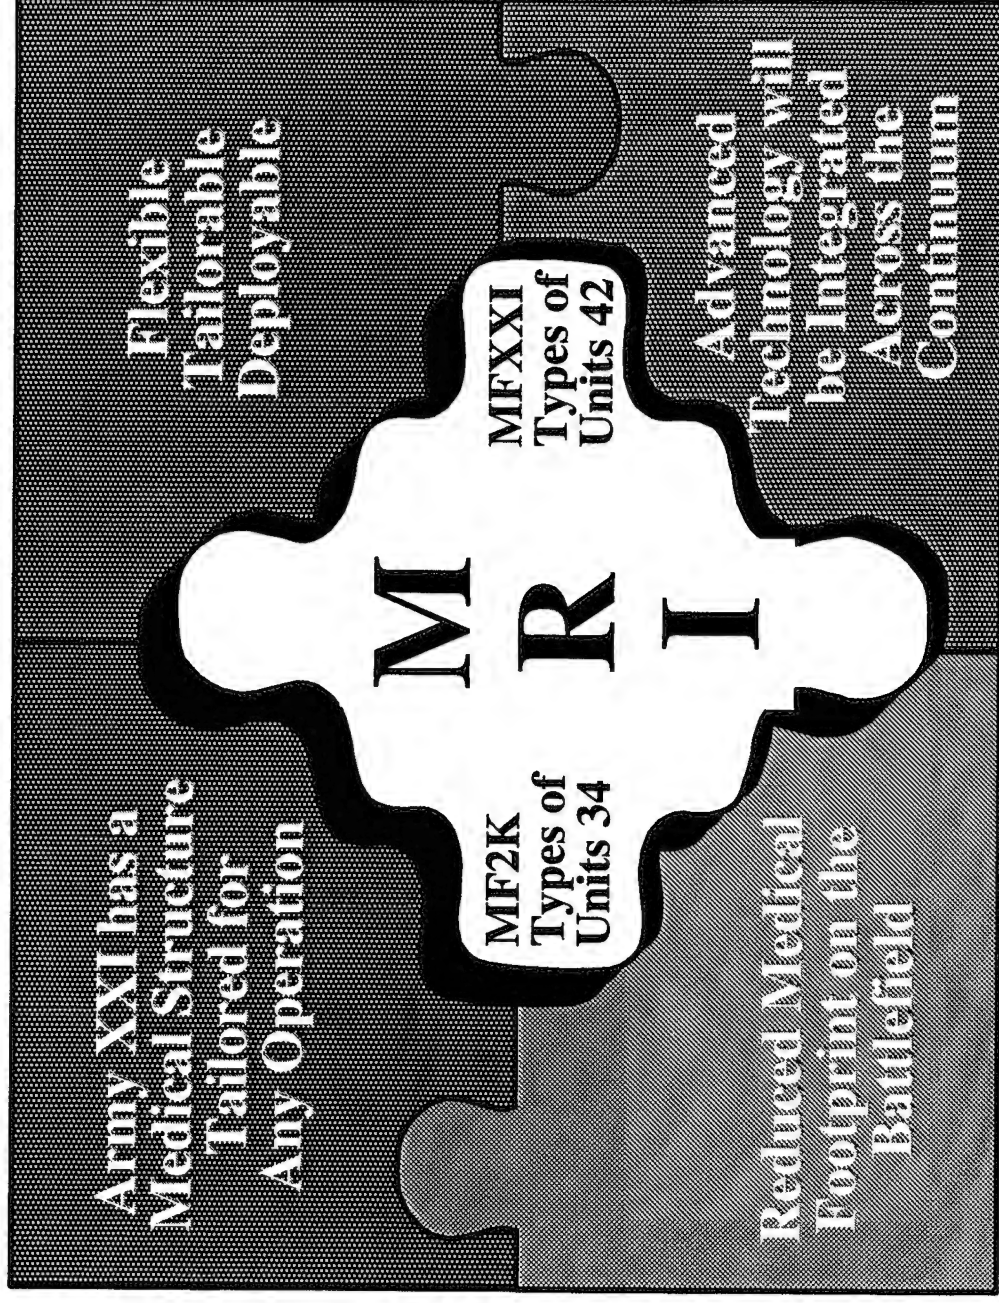 Army XXI has a
Medical Structure
Tailored for
Any Operation
Flexible
Tailorable
Deployable
MF2K
Types of
Units 34
M
R
I
MFXXI
Types of
Units 42
Reduced Medical
Footprint on the
Battlefield
Advanced
Technology will
be Integrated
Across the
Continuum